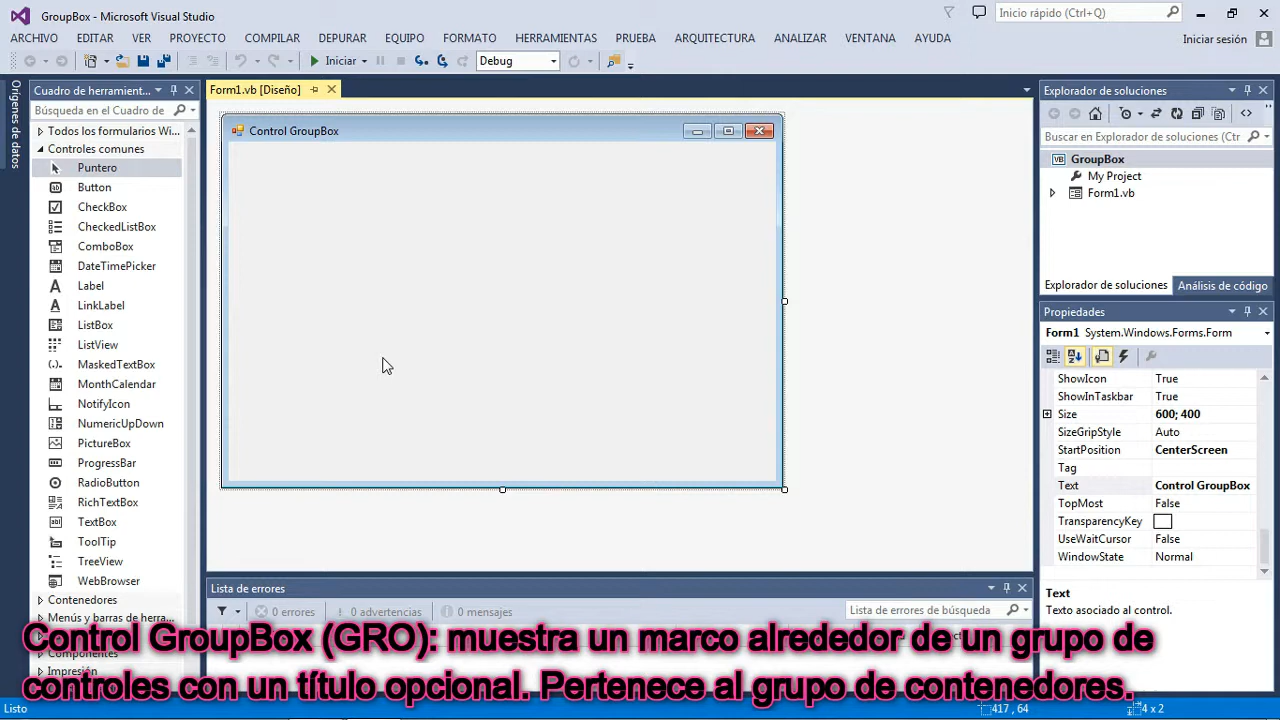 GroupBox - Microsoft Visual Studio
Inicio rápido (Ctrl+Q)
ARCHIVO EDITAR VER PROYECTO COMPILAR DEPURAR EQUIPO FORMATO HERRAMIENTAS PRUEBA ARQUITECTURA ANALIZAR VENTANA AYUDA
Iniciar sesión
Iniciar
Debug
Orígenes de datos
Cuadro de herramient...
Búsqueda en el Cuadro de
Todos los formularios Wi...
Controles comunes
Puntero
Button
CheckBox
CheckedListBox
ComboBox
DateTimePicker
Label
LinkLabel
ListBox
ListView
MaskedTextBox
MonthCalendar
NotifyIcon
NumericUpDown
PictureBox
ProgressBar
RadioButton
RichTextBox
TextBox
ToolTip
TreeView
WebBrowser
Contenedores
Menús y barras de herra...
Componentes
Impresión
Form1.vb [Diseño]
Control GroupBox
Lista de errores
0 errores
0 advertencias
0 mensajes
Lista de errores de búsqueda
Explorador de soluciones
Buscar en Explorador de soluciones (Ctr
VB GroupBox
My Project
Form1.vb
Explorador de soluciones
Análisis de código
Propiedades
Form1 System.Windows.Forms.Form
ShowIcon True
ShowInTaskbar True
Size 600; 400
SizeGripStyle Auto
StartPosition CenterScreen
Tag
Text Control GroupBox
TopMost False
TransparencyKey
UseWaitCursor False
WindowState Normal
Text
Texto asociado al control.
Control GroupBox (GRO): muestra un marco alrededor de un grupo de
controles con un título opcional. Pertenece al grupo de contenedores.
Listo
417 , 64
4 x 2